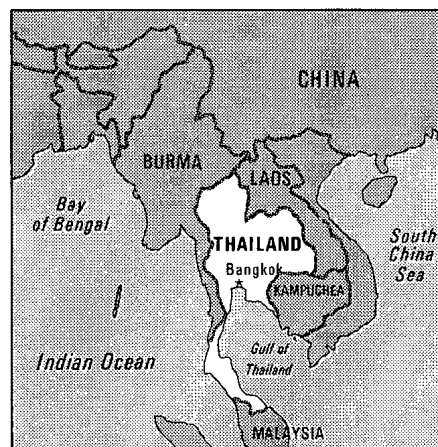 CHINA
BURMA
LAOS
Bay
of Bengal
THAILAND
Bangkok
South
China
Sea
KAMPUCHEA
Indian Ocean
Gulf of
Thailand
MALAYSIA